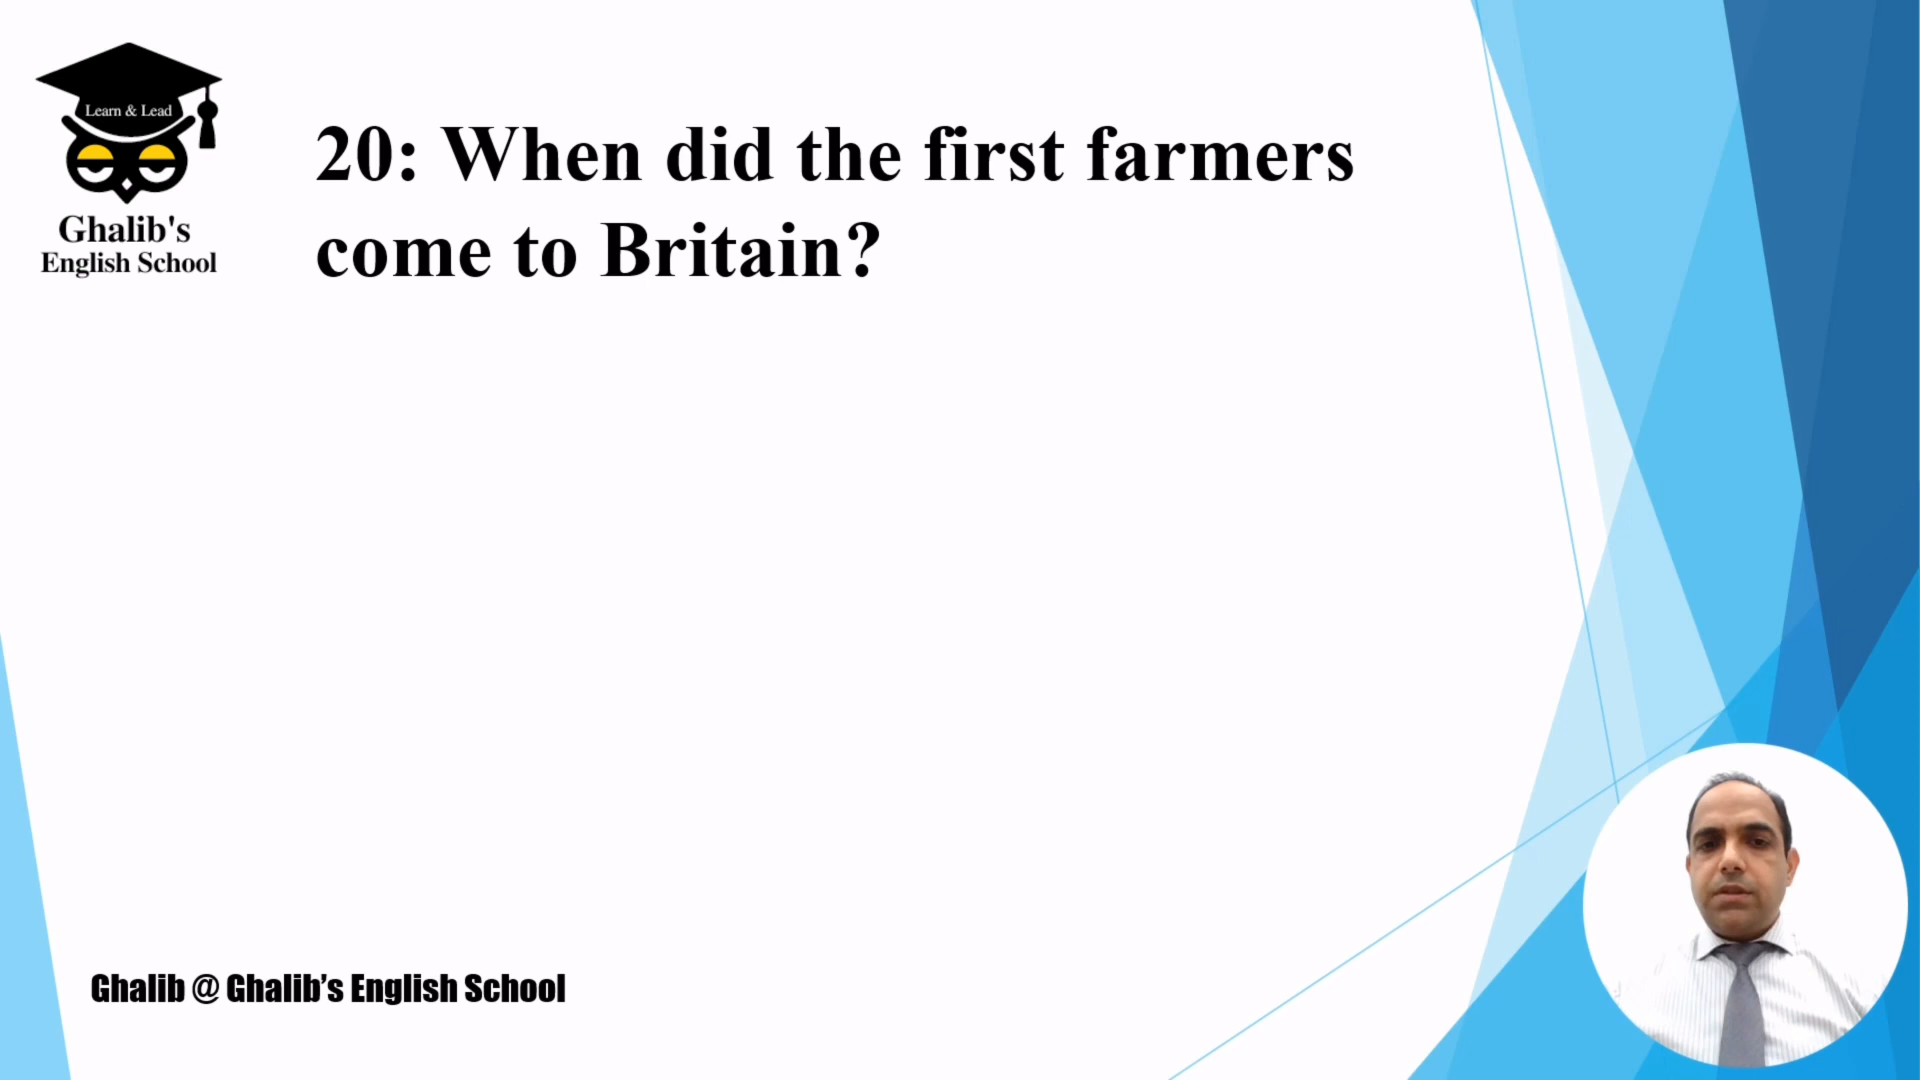 Learn & Lead
Ghalib's
English School
20: When did the first farmers
come to Britain?
Ghalib @ Ghalib’s English School